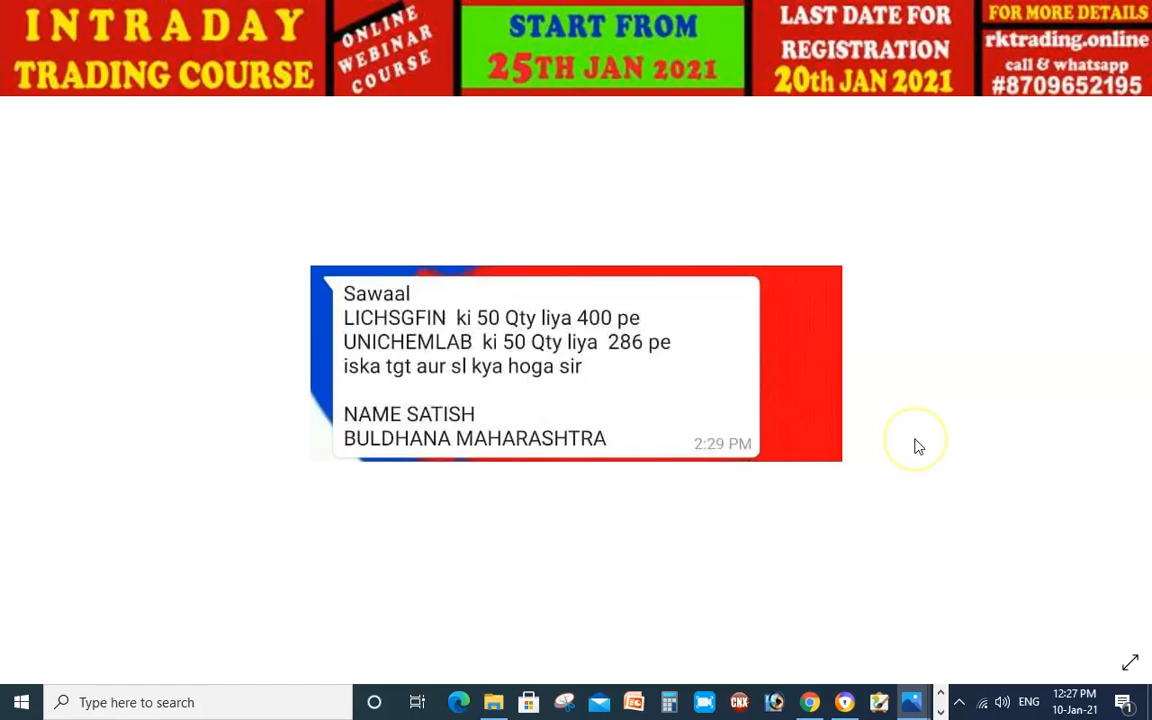 INTRADAY
TRADING COURSE
ONLINE
WEBINAR
COURSE
START FROM
25TH JAN 2021
LAST DATE FOR
REGISTRATION
20th JAN 2021
FOR MORE DETAILS
rktrading.online
call & whatsapp
#8709652195
Sawaal
LICHSGFIN ki 50 Qty liya 400 pe
UNICHEMLAB ki 50 Qty liya 286 pe
iska tgt aur sl kya hoga sir
NAME SATISH
BULDHANA MAHARASHTRA
2:29 PM
Type here to search
CNX
ENG
12:27 PM
10-Jan-21
1